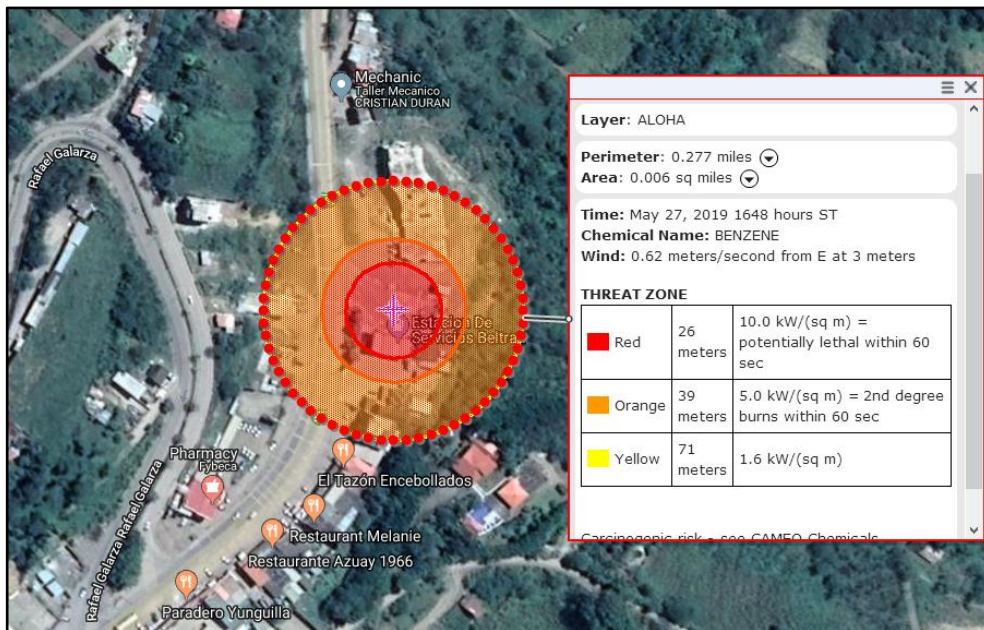 Mechanic
Taller Mecanico
CRISTIAN DURAN
Rafael Galarza
Estacion De
Servicios Beltra...
Pharmacy
Fybeca
El Tazón Encebollados
Restaurant Melanie
Restaurante Azuay 1966
Paradero Yunguilla
Rafael Galarza
Rafael Galarza
Layer: ALOHA
Perimeter: 0.277 miles
Area: 0.006 sq miles
Time: May 27, 2019 1648 hours ST
Chemical Name: BENZENE
Wind: 0.62 meters/second from E at 3 meters
THREAT ZONE
Red 26 meters 10.0 kW/(sq m) = potentially lethal within 60 sec
Orange 39 meters 5.0 kW/(sq m) = 2nd degree burns within 60 sec
Yellow 71 meters 1.6 kW/(sq m)
Carcinogenic risk - see CAMEO Chemicals